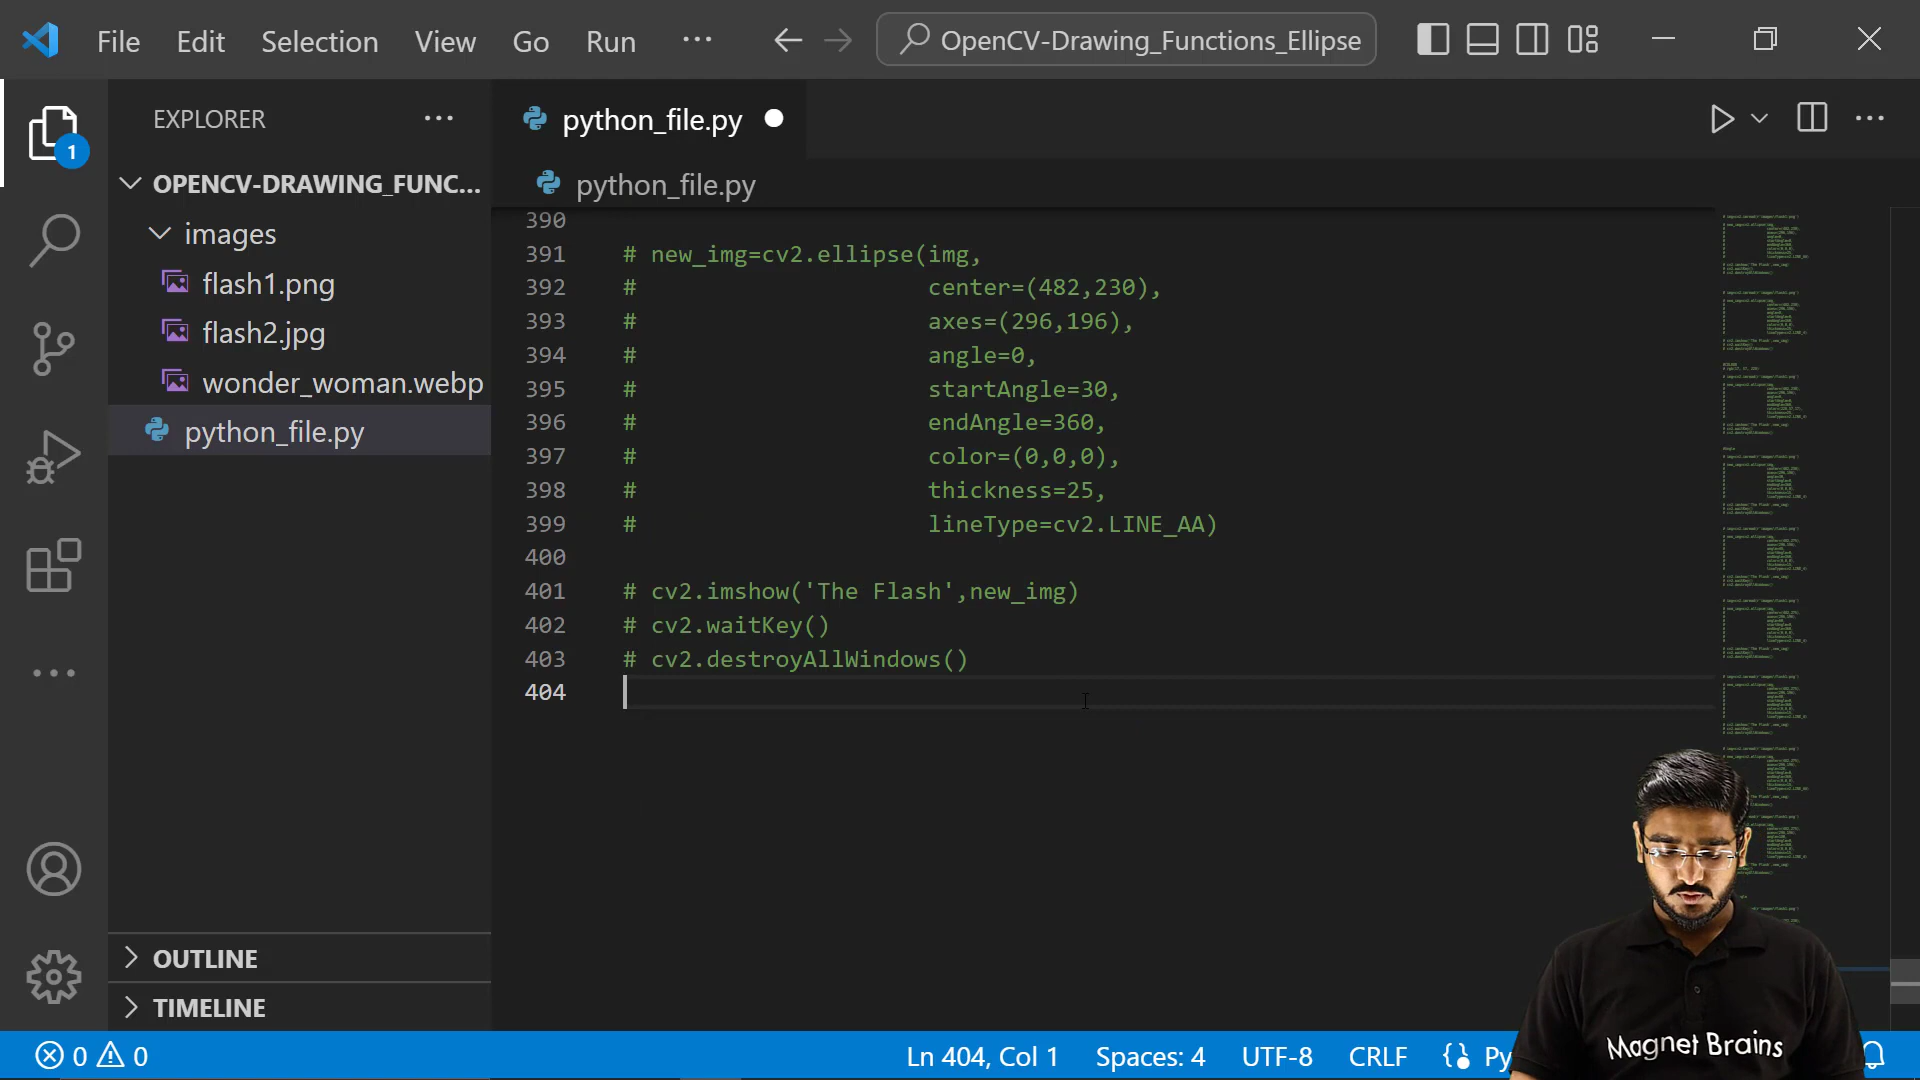 File Edit Selection View Go Run ... OpenCV-Drawing_Functions_Ellipse
EXPLORER ...
1
OPENCV-DRAWING_FUNC...
images
flash1.png
flash2.jpg
wonder_woman.webp
python_file.py
OUTLINE
TIMELINE
python_file.py
python_file.py
390
391 # new_img=cv2.ellipse(img,
392 # center=(482,230),
393 # axes=(296,196),
394 # angle=0,
395 # startAngle=30,
396 # endAngle=360,
397 # color=(0,0,0),
398 # thickness=25,
399 # lineType=cv2.LINE_AA)
400
401 # cv2.imshow('The Flash',new_img)
402 # cv2.waitKey()
403 # cv2.destroyAllWindows()
404
Magnet Brains
0 0 Ln 404, Col 1 Spaces: 4 UTF-8 CRLF {} Py